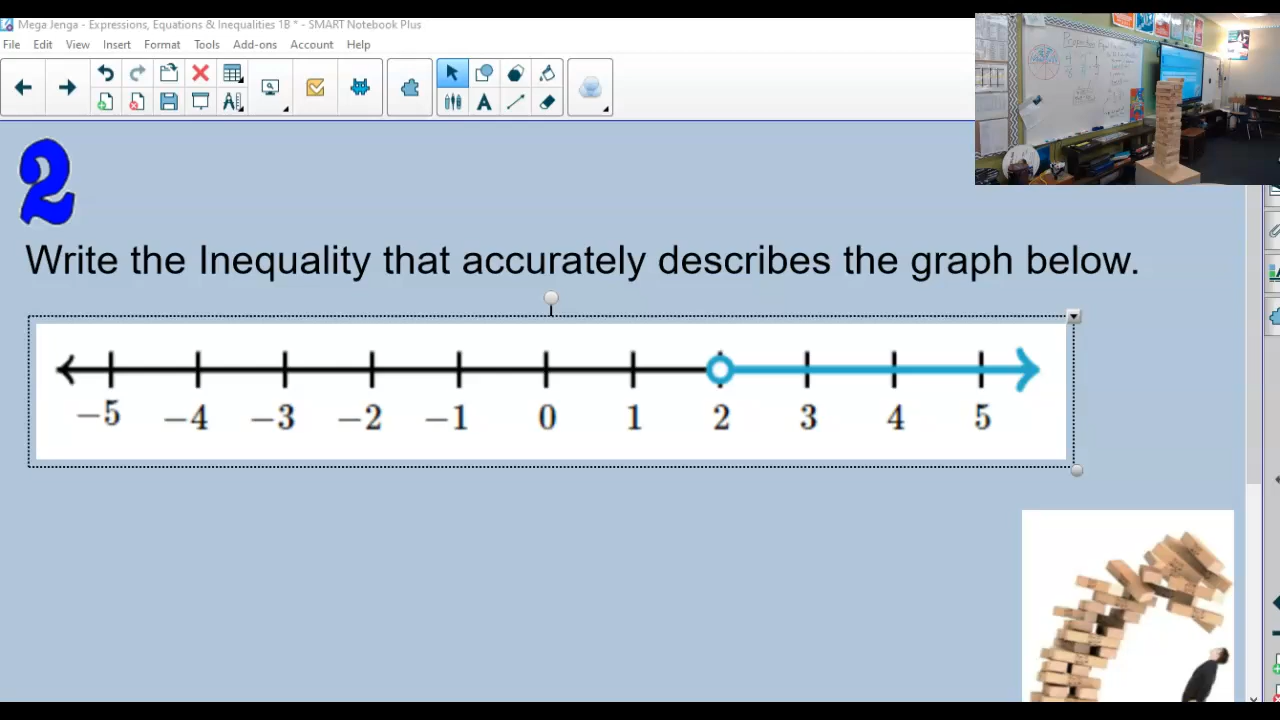 Mega Jenga - Expressions, Equations & Inequalities 1B * - SMART Notebook Plus
File Edit View Insert Format Tools Add-ons Account Help
2
Write the Inequality that accurately describes the graph below.
−5 −4 −3 −2 −1 0 1 2 3 4 5